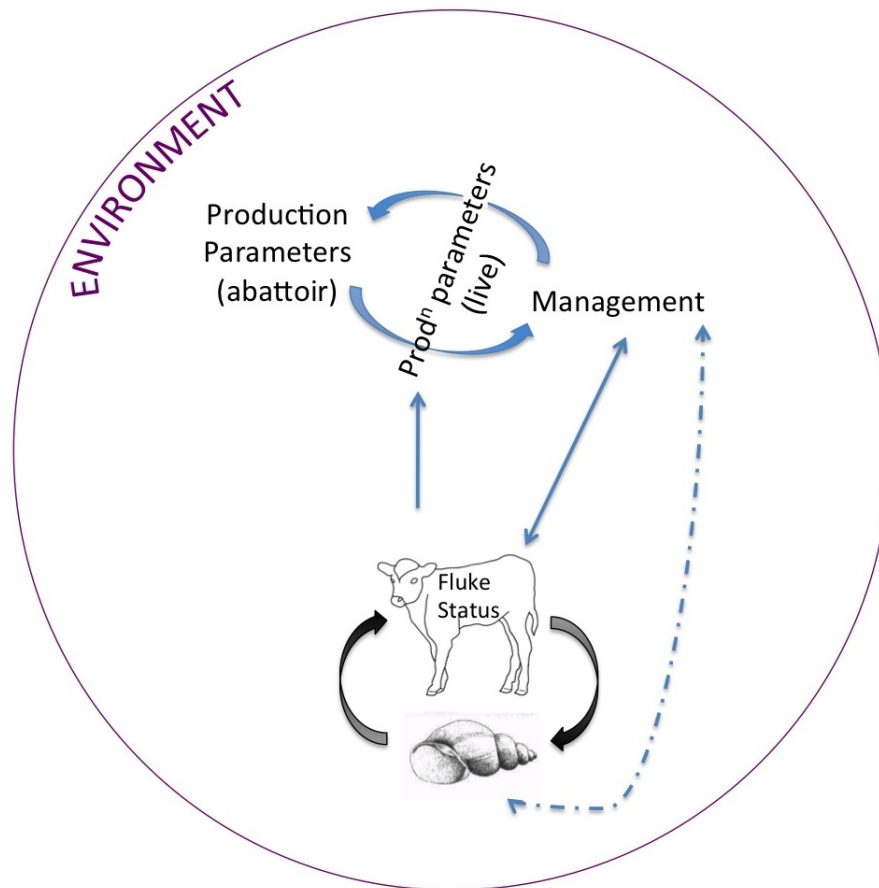 ENVIRONMENT
Production
Parameters
(abattoir)
Prodⁿ parameters
(live)
Management
Fluke
Status